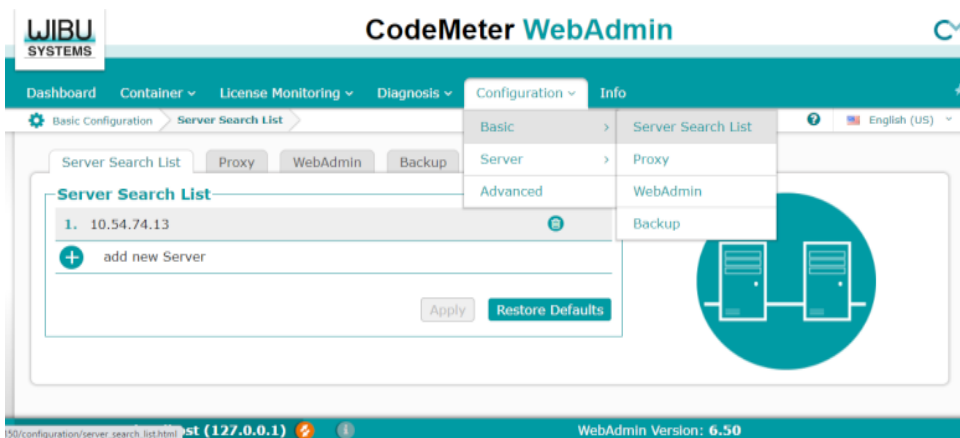 WIBU
SYSTEMS
CodeMeter WebAdmin
Dashboard Container License Monitoring Diagnosis Configuration Info
Basic Configuration Server Search List
English (US)
Basic
Server
Advanced
Server Search List
Proxy
WebAdmin
Backup
Server Search List Proxy WebAdmin Backup
Server Search List
1. 10.54.74.13
add new Server
Apply Restore Defaults
(127.0.0.1)
WebAdmin Version: 6.50
50/configuration/server_search_list.html